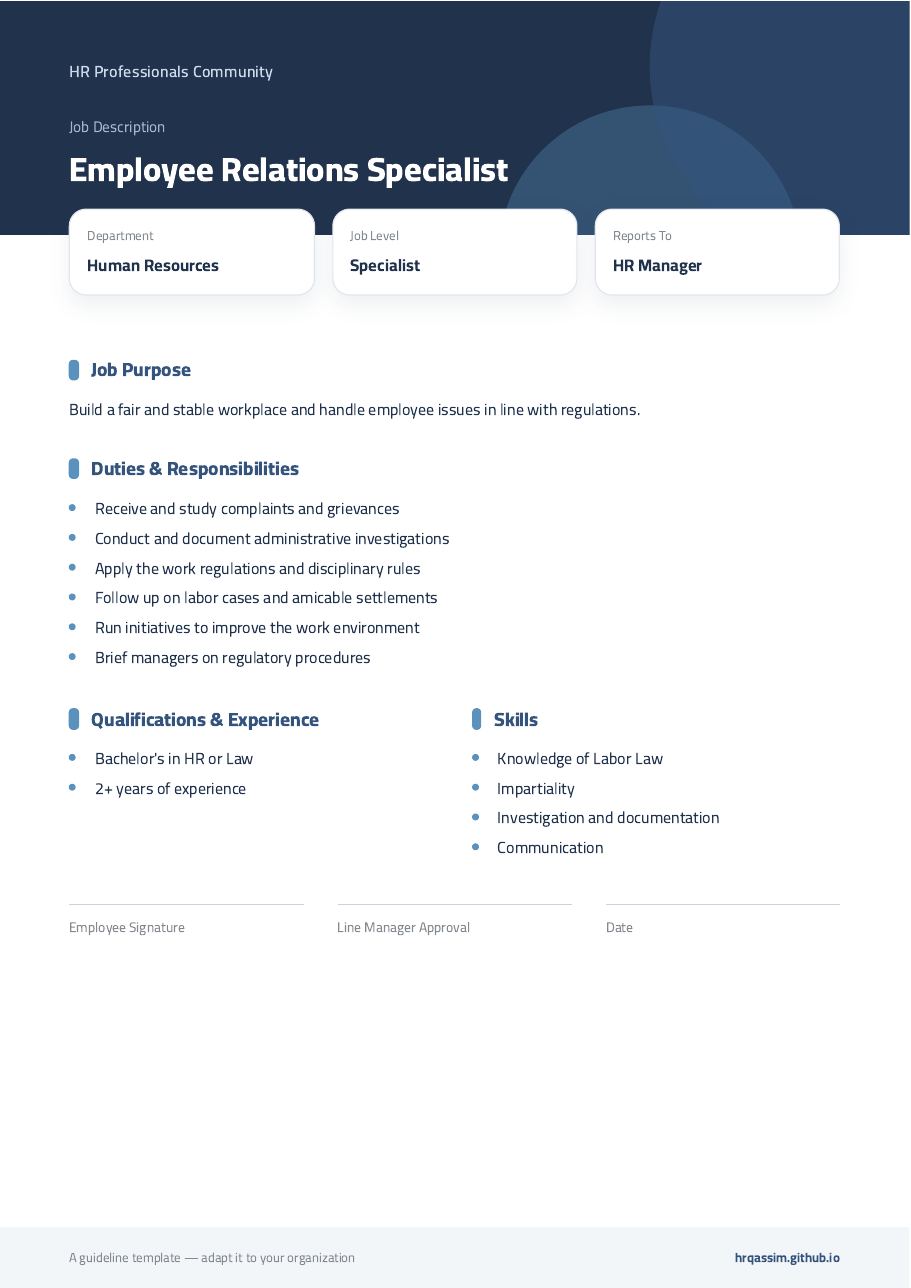 HR Professionals Community
Job Description
Employee Relations Specialist
Department
Human Resources
Job Level
Specialist
Reports To
HR Manager
Job Purpose
Build a fair and stable workplace and handle employee issues in line with regulations.
Duties & Responsibilities
Receive and study complaints and grievances
Conduct and document administrative investigations
Apply the work regulations and disciplinary rules
Follow up on labor cases and amicable settlements
Run initiatives to improve the work environment
Brief managers on regulatory procedures
Qualifications & Experience
Bachelor's in HR or Law
2+ years of experience
Skills
Knowledge of Labor Law
Impartiality
Investigation and documentation
Communication
Employee Signature
Line Manager Approval
Date
A guideline template — adapt it to your organization
hrqassim.github.io